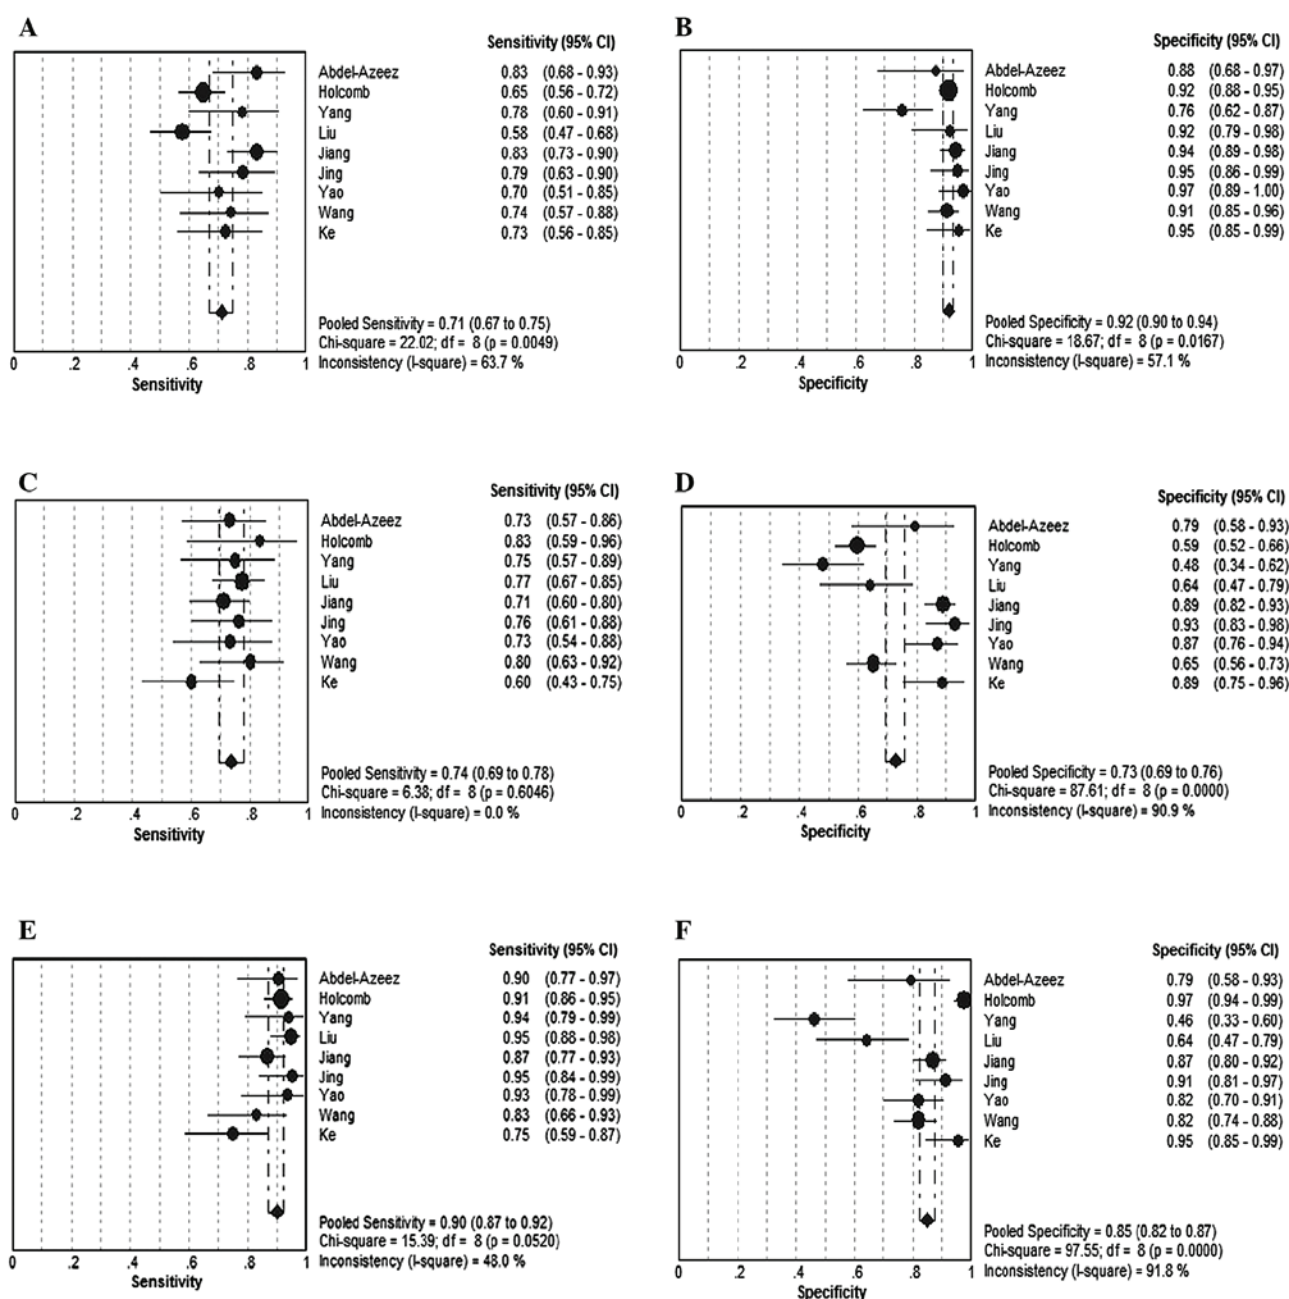 A
Sensitivity (95% CI)
Abdel-Azeez 0.83 (0.68 - 0.93)
Holcomb 0.65 (0.56 - 0.72)
Yang 0.78 (0.60 - 0.91)
Liu 0.58 (0.47 - 0.68)
Jiang 0.83 (0.73 - 0.90)
Jing 0.79 (0.63 - 0.90)
Yao 0.70 (0.51 - 0.85)
Wang 0.74 (0.57 - 0.88)
Ke 0.73 (0.56 - 0.85)
Pooled Sensitivity = 0.71 (0.67 to 0.75)
Chi-square = 22.02; df = 8 (p = 0.0049)
Inconsistency (I-square) = 63.7 %
0 .2 .4 .6 .8 1
Sensitivity
B
Specificity (95% CI)
Abdel-Azeez 0.88 (0.68 - 0.97)
Holcomb 0.92 (0.88 - 0.95)
Yang 0.76 (0.62 - 0.87)
Liu 0.92 (0.79 - 0.98)
Jiang 0.94 (0.89 - 0.98)
Jing 0.95 (0.86 - 0.99)
Yao 0.97 (0.89 - 1.00)
Wang 0.91 (0.85 - 0.96)
Ke 0.95 (0.85 - 0.99)
Pooled Specificity = 0.92 (0.90 to 0.94)
Chi-square = 18.67; df = 8 (p = 0.0167)
Inconsistency (I-square) = 57.1 %
0 .2 .4 .6 .8 1
Specificity
C
Sensitivity (95% CI)
Abdel-Azeez 0.73 (0.57 - 0.86)
Holcomb 0.83 (0.59 - 0.96)
Yang 0.75 (0.57 - 0.89)
Liu 0.77 (0.67 - 0.85)
Jiang 0.71 (0.60 - 0.80)
Jing 0.76 (0.61 - 0.88)
Yao 0.73 (0.54 - 0.88)
Wang 0.80 (0.63 - 0.92)
Ke 0.60 (0.43 - 0.75)
Pooled Sensitivity = 0.74 (0.69 to 0.78)
Chi-square = 6.38; df = 8 (p = 0.6046)
Inconsistency (I-square) = 0.0 %
0 .2 .4 .6 .8 1
Sensitivity
D
Specificity (95% CI)
Abdel-Azeez 0.79 (0.58 - 0.93)
Holcomb 0.59 (0.52 - 0.66)
Yang 0.48 (0.34 - 0.62)
Liu 0.64 (0.47 - 0.79)
Jiang 0.89 (0.82 - 0.93)
Jing 0.93 (0.83 - 0.98)
Yao 0.87 (0.76 - 0.94)
Wang 0.65 (0.56 - 0.73)
Ke 0.89 (0.75 - 0.96)
Pooled Specificity = 0.73 (0.69 to 0.76)
Chi-square = 87.61; df = 8 (p = 0.0000)
Inconsistency (I-square) = 90.9 %
0 .2 .4 .6 .8 1
Specificity
E
Sensitivity (95% CI)
Abdel-Azeez 0.90 (0.77 - 0.97)
Holcomb 0.91 (0.86 - 0.95)
Yang 0.94 (0.79 - 0.99)
Liu 0.95 (0.88 - 0.98)
Jiang 0.87 (0.77 - 0.93)
Jing 0.95 (0.84 - 0.99)
Yao 0.93 (0.78 - 0.99)
Wang 0.83 (0.66 - 0.93)
Ke 0.75 (0.59 - 0.87)
Pooled Sensitivity = 0.90 (0.87 to 0.92)
Chi-square = 15.39; df = 8 (p = 0.0520)
Inconsistency (I-square) = 48.0 %
0 .2 .4 .6 .8 1
Sensitivity
F
Specificity (95% CI)
Abdel-Azeez 0.79 (0.58 - 0.93)
Holcomb 0.97 (0.94 - 0.99)
Yang 0.46 (0.33 - 0.60)
Liu 0.64 (0.47 - 0.79)
Jiang 0.87 (0.80 - 0.92)
Jing 0.91 (0.81 - 0.97)
Yao 0.82 (0.70 - 0.91)
Wang 0.82 (0.74 - 0.88)
Ke 0.95 (0.85 - 0.99)
Pooled Specificity = 0.85 (0.82 to 0.87)
Chi-square = 97.55; df = 8 (p = 0.0000)
Inconsistency (I-square) = 91.8 %
0 .2 .4 .6 .8 1
Specificity